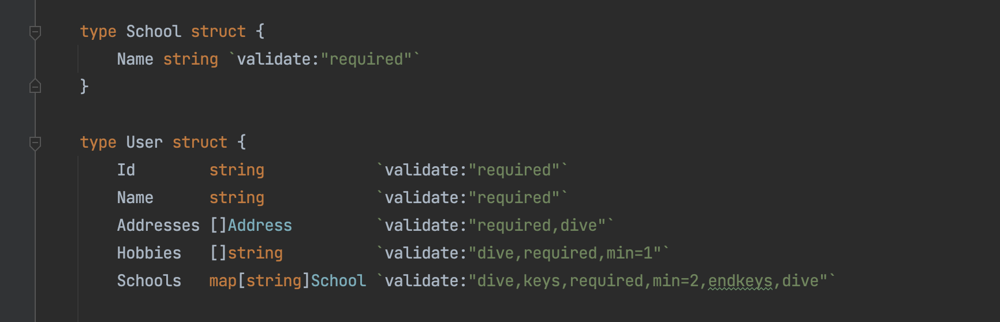 type School struct {
    Name string `validate:"required"`
}
type User struct {
    Id        string            `validate:"required"`
    Name      string            `validate:"required"`
    Addresses []Address         `validate:"required,dive"`
    Hobbies   []string          `validate:"dive,required,min=1"`
    Schools   map[string]School `validate:"dive,keys,required,min=2,endkeys,dive"`